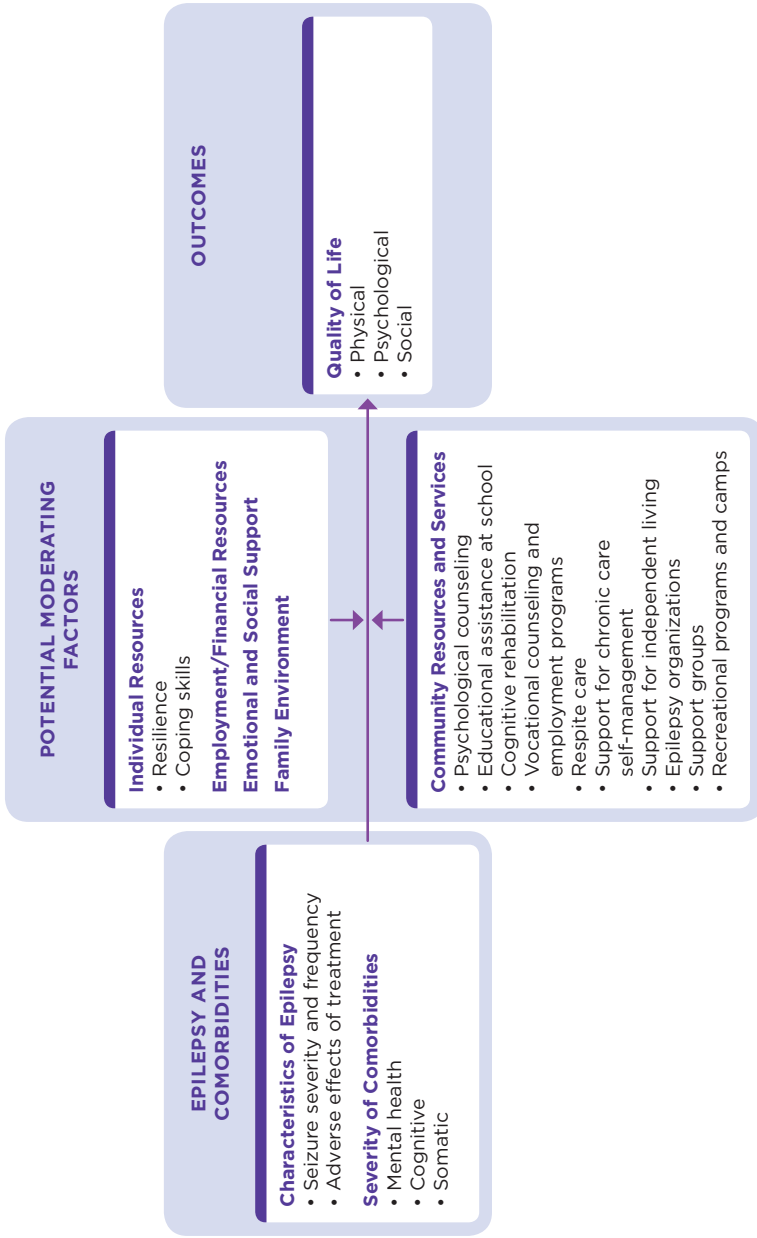 EPILEPSY AND
COMORBIDITIES
Characteristics of Epilepsy
• Seizure severity and frequency
• Adverse effects of treatment
Severity of Comorbidities
• Mental health
• Cognitive
• Somatic
POTENTIAL MODERATING
FACTORS
Individual Resources
• Resilience
• Coping skills
Employment/Financial Resources
Emotional and Social Support
Family Environment
Community Resources and Services
• Psychological counseling
• Educational assistance at school
• Cognitive rehabilitation
• Vocational counseling and
employment programs
• Respite care
• Support for chronic care
self-management
• Support for independent living
• Epilepsy organizations
• Support groups
• Recreational programs and camps
OUTCOMES
Quality of Life
• Physical
• Psychological
• Social